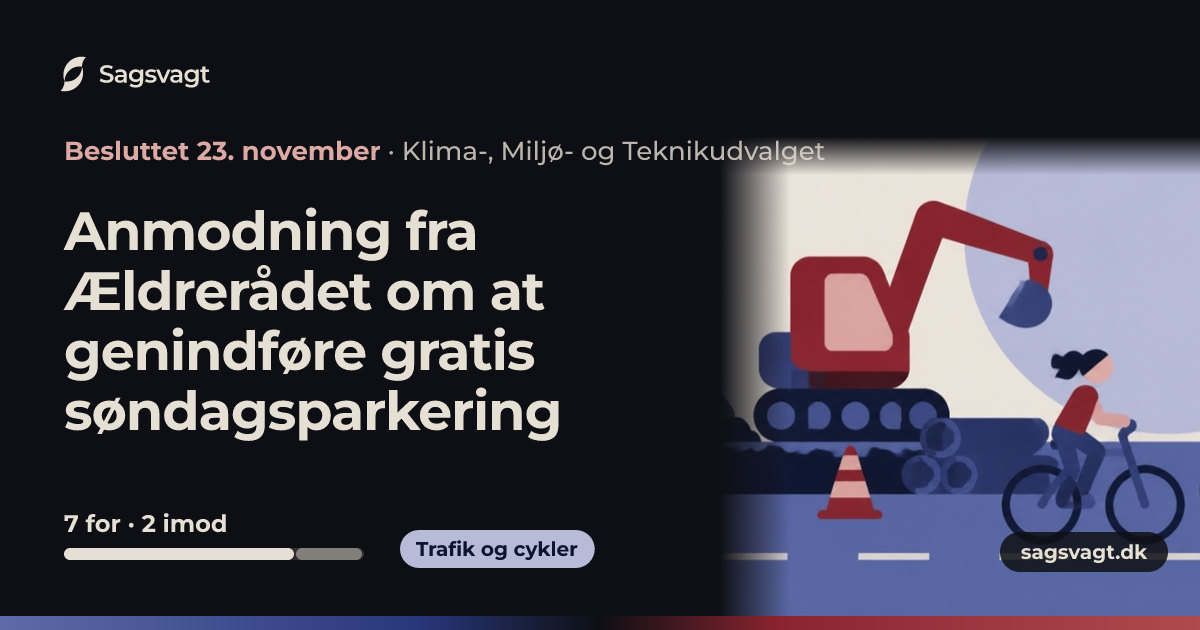 Sagsvagt
Besluttet 23. november · Klima-, Miljø- og Teknikudvalget
Anmodning fra
Ældrerådet om at
genindføre gratis
søndagsparkering
7 for · 2 imod
Trafik og cykler
sagsvagt.dk